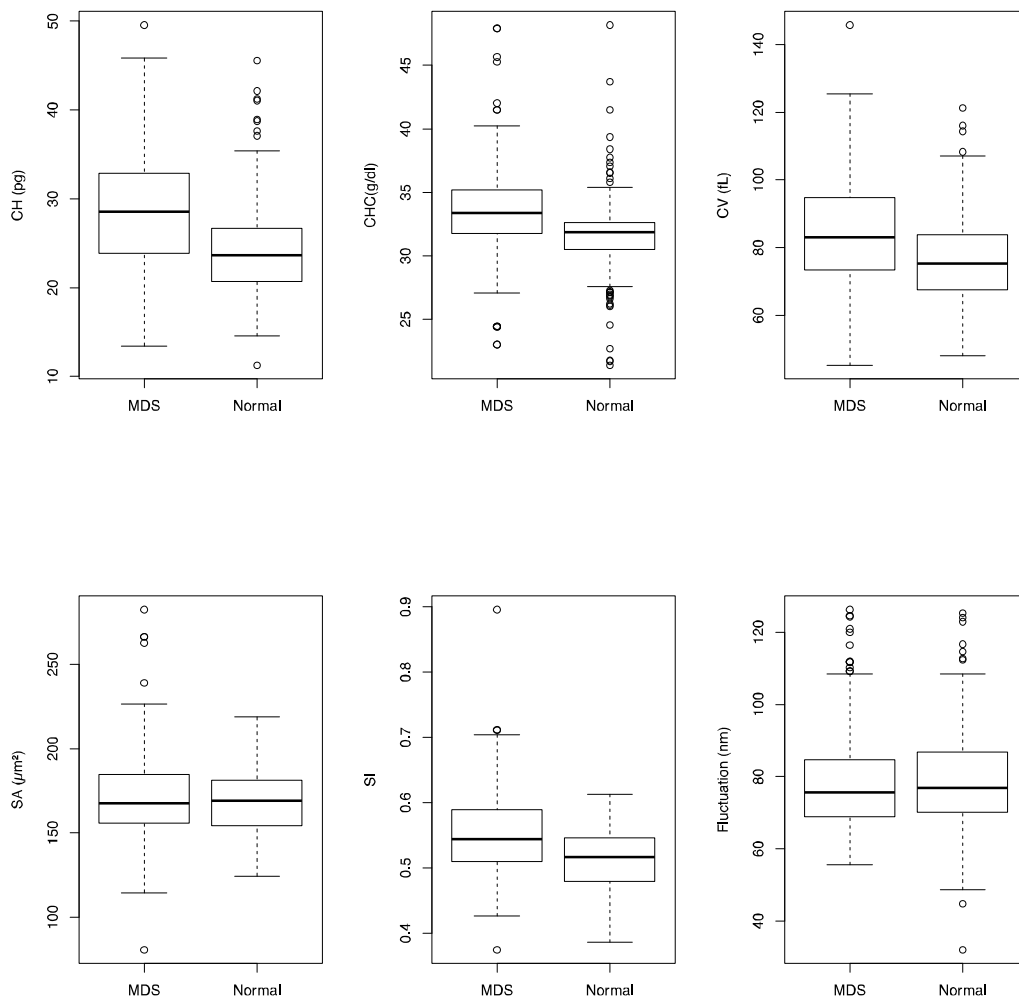 CH (pg)
50
40
30
20
10
MDS
Normal
CHC(g/cl)
45
40
35
30
25
MDS
Normal
CV (fL)
140
120
100
80
60
MDS
Normal
SA (µm²)
250
200
150
100
MDS
Normal
SI
0.9
0.8
0.7
0.6
0.5
0.4
MDS
Normal
Fluctuation (nm)
120
100
80
60
40
MDS
Normal